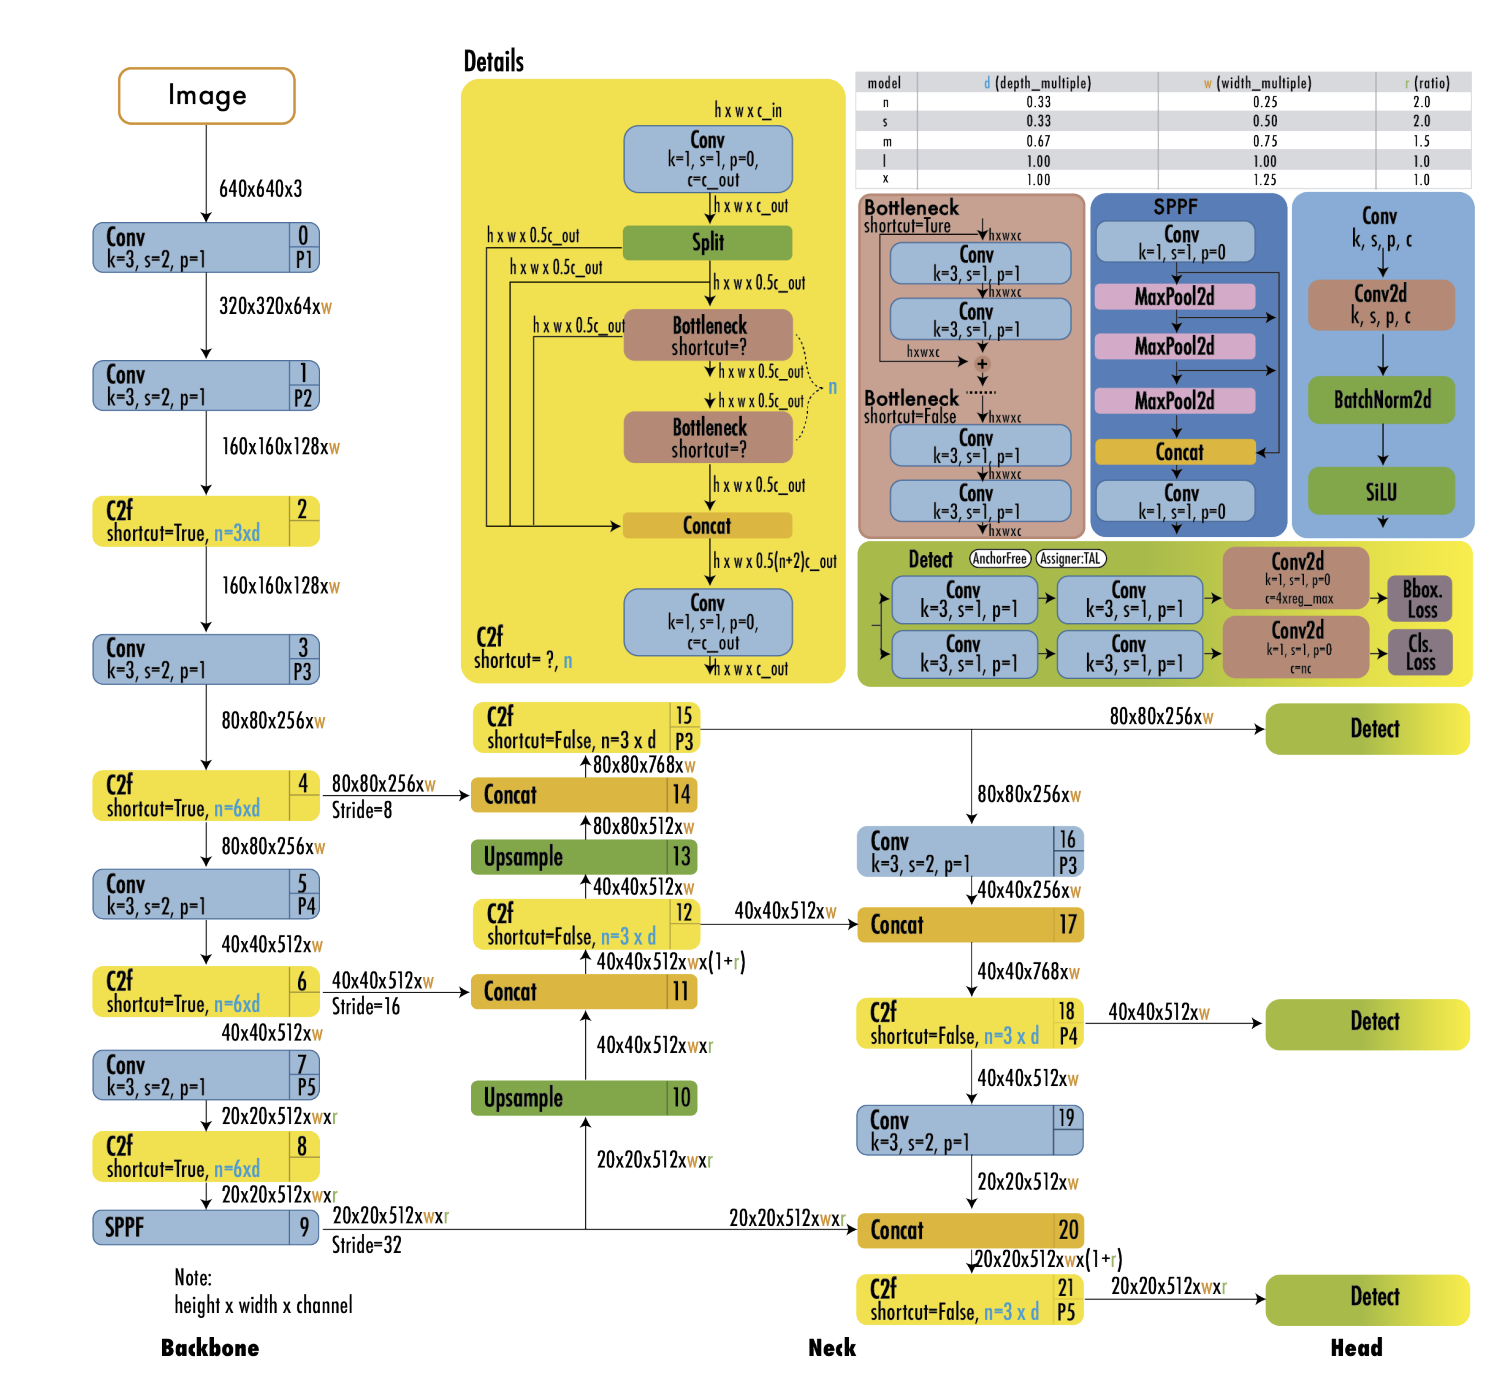 Image
640x640x3
Conv 0
k=3, s=2, p=1 P1
320x320x64xw
Conv 1
k=3, s=2, p=1 P2
160x160x128xw
C2f 2
shortcut=True, n=3xd
160x160x128xw
Conv 3
k=3, s=2, p=1 P3
80x80x256xw
C2f 4
shortcut=True, n=6xd
80x80x256xw
Stride=8
80x80x256xw
Conv 5
k=3, s=2, p=1 P4
40x40x512xw
C2f 6
shortcut=True, n=6xd
40x40x512xw
Stride=16
40x40x512xw
Conv 7
k=3, s=2, p=1 P5
20x20x512xwxr
C2f 8
shortcut=True, n=6xd
20x20x512xwxr
SPPF 9
20x20x512xwxr
Stride=32
Note:
height x width x channel
Backbone
Details
h x w x c_in
Conv
k=1, s=1, p=0,
c=c_out
h x w x c_out
Split
h x w x 0.5c_out
h x w x 0.5c_out
h x w x 0.5c_out
h x w x 0.5c_out
Bottleneck
shortcut=?
h x w x 0.5c_out
n
h x w x 0.5c_out
Bottleneck
shortcut=?
h x w x 0.5c_out
Concat
h x w x 0.5(n+2)c_out
Conv
k=1, s=1, p=0,
c=c_out
h x w x c_out
C2f
shortcut= ?, n
model d (depth_multiple) w (width_multiple) r (ratio)
n 0.33 0.25 2.0
s 0.33 0.50 2.0
m 0.67 0.75 1.5
l 1.00 1.00 1.0
x 1.00 1.25 1.0
Bottleneck
shortcut=Ture
hxwxc
Conv
k=3, s=1, p=1
hxwxc
Conv
k=3, s=1, p=1
hxwxc
+
Bottleneck
shortcut=False
hxwxc
Conv
k=3, s=1, p=1
hxwxc
Conv
k=3, s=1, p=1
hxwxc
SPPF
Conv
k=1, s=1, p=0
MaxPool2d
MaxPool2d
MaxPool2d
Concat
Conv
k=1, s=1, p=0
Conv
k, s, p, c
Conv2d
k, s, p, c
BatchNorm2d
SiLU
Detect AnchorFree Assigner:TAL
Conv
k=3, s=1, p=1
Conv
k=3, s=1, p=1
Conv2d
k=1, s=1, p=0
c=4xreg_max
Bbox.
Loss
Conv
k=3, s=1, p=1
Conv
k=3, s=1, p=1
Conv2d
k=1, s=1, p=0
c=nc
Cls.
Loss
C2f 15
shortcut=False, n=3 x d P3
80x80x768xw
Concat 14
80x80x512xw
Upsample 13
40x40x512xw
C2f 12
shortcut=False, n=3 x d
40x40x512xwx(1+r)
Concat 11
40x40x512xwxr
Upsample 10
20x20x512xwxr
80x80x256xw
Detect
80x80x256xw
Conv 16
k=3, s=2, p=1 P3
40x40x256xw
40x40x512xw
Concat 17
40x40x768xw
C2f 18
shortcut=False, n=3 x d P4
40x40x512xw
Detect
40x40x512xw
Conv 19
k=3, s=2, p=1
20x20x512xw
20x20x512xwxr
Concat 20
20x20x512xwx(1+r)
C2f 21
shortcut=False, n=3 x d P5
20x20x512xwxr
Detect
Neck
Head